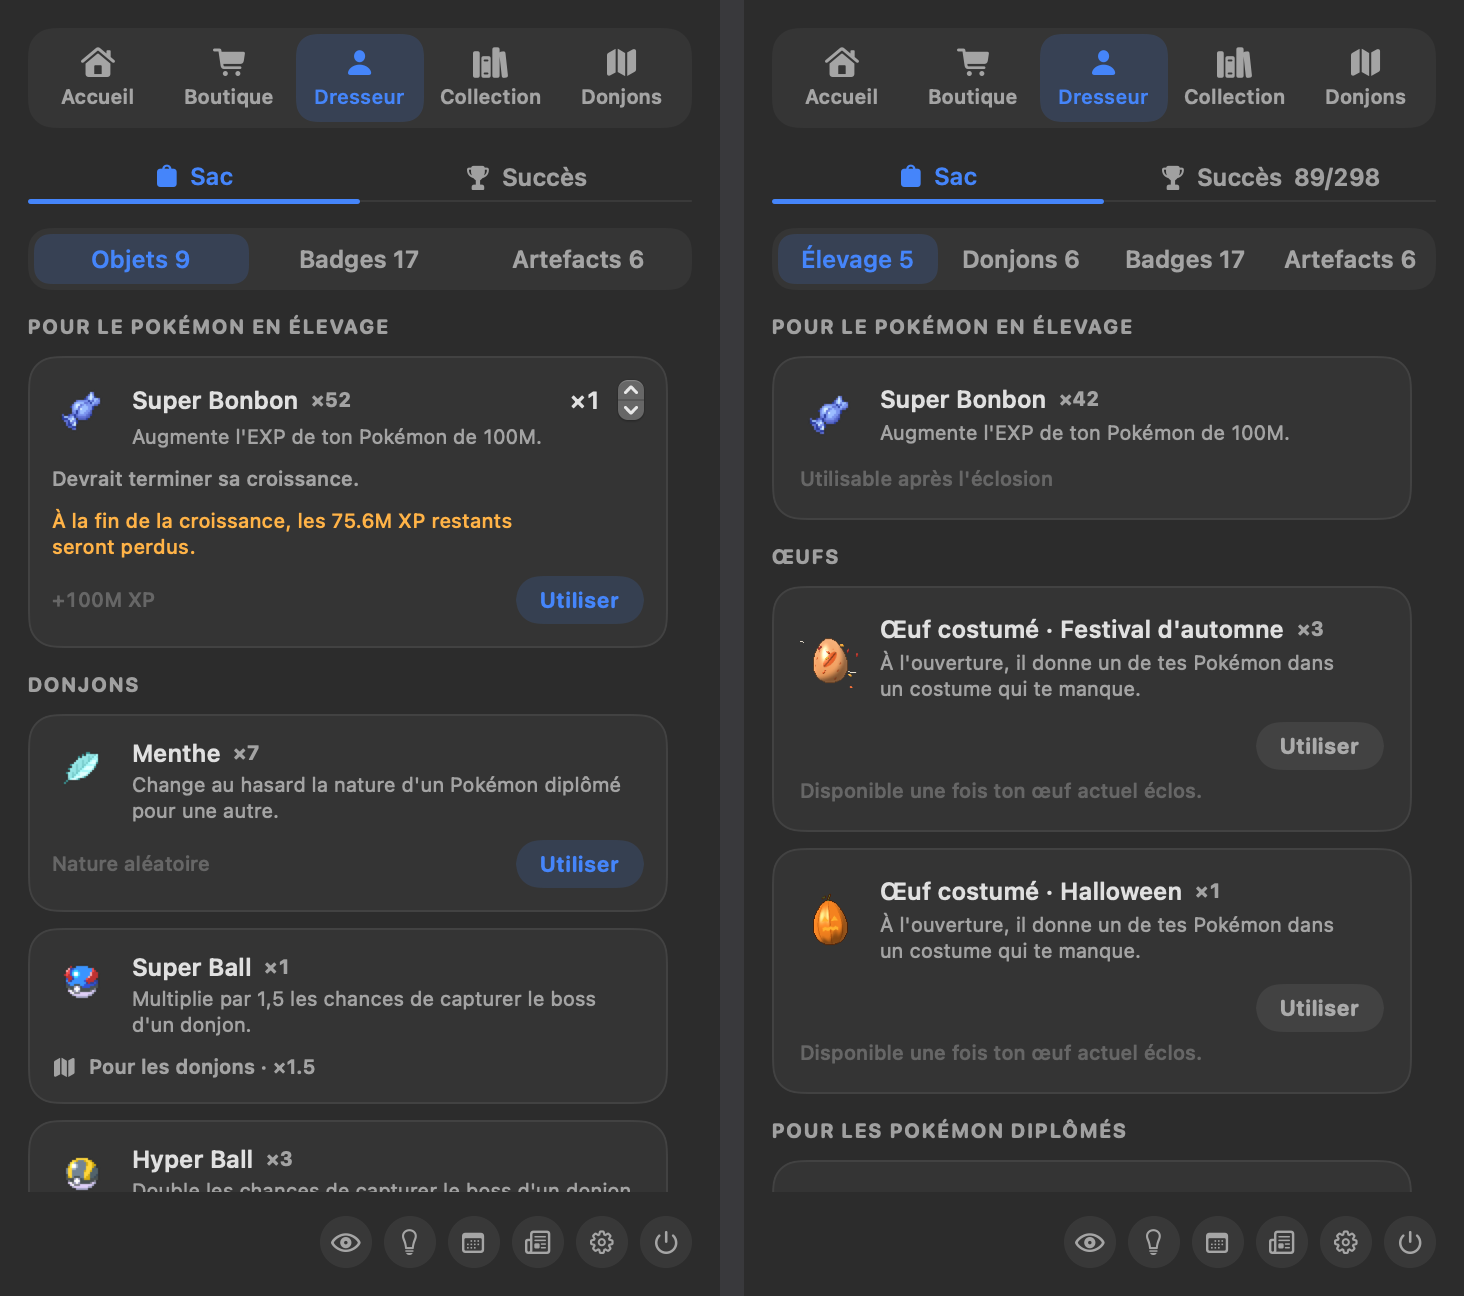 Accueil
Boutique
Dresseur
Collection
Donjons
Sac
Succès
Objets 9
Badges 17
Artefacts 6
POUR LE POKÉMON EN ÉLEVAGE
Super Bonbon ×52
×1
Augmente l'EXP de ton Pokémon de 100M.
Devrait terminer sa croissance.
À la fin de la croissance, les 75.6M XP restants
seront perdus.
+100M XP
Utiliser
DONJONS
Menthe ×7
Change au hasard la nature d'un Pokémon diplômé
pour une autre.
Nature aléatoire
Utiliser
Super Ball ×1
Multiplie par 1,5 les chances de capturer le boss
d'un donjon.
Pour les donjons · ×1.5
Hyper Ball ×3
Double les chances de capturer le boss d'un donjon
Accueil
Boutique
Dresseur
Collection
Donjons
Sac
Succès 89/298
Élevage 5
Donjons 6
Badges 17
Artefacts 6
POUR LE POKÉMON EN ÉLEVAGE
Super Bonbon ×42
Augmente l'EXP de ton Pokémon de 100M.
Utilisable après l'éclosion
ŒUFS
Œuf costumé · Festival d'automne ×3
À l'ouverture, il donne un de tes Pokémon dans
un costume qui te manque.
Utiliser
Disponible une fois ton œuf actuel éclos.
Œuf costumé · Halloween ×1
À l'ouverture, il donne un de tes Pokémon dans
un costume qui te manque.
Utiliser
Disponible une fois ton œuf actuel éclos.
POUR LES POKÉMON DIPLÔMÉS